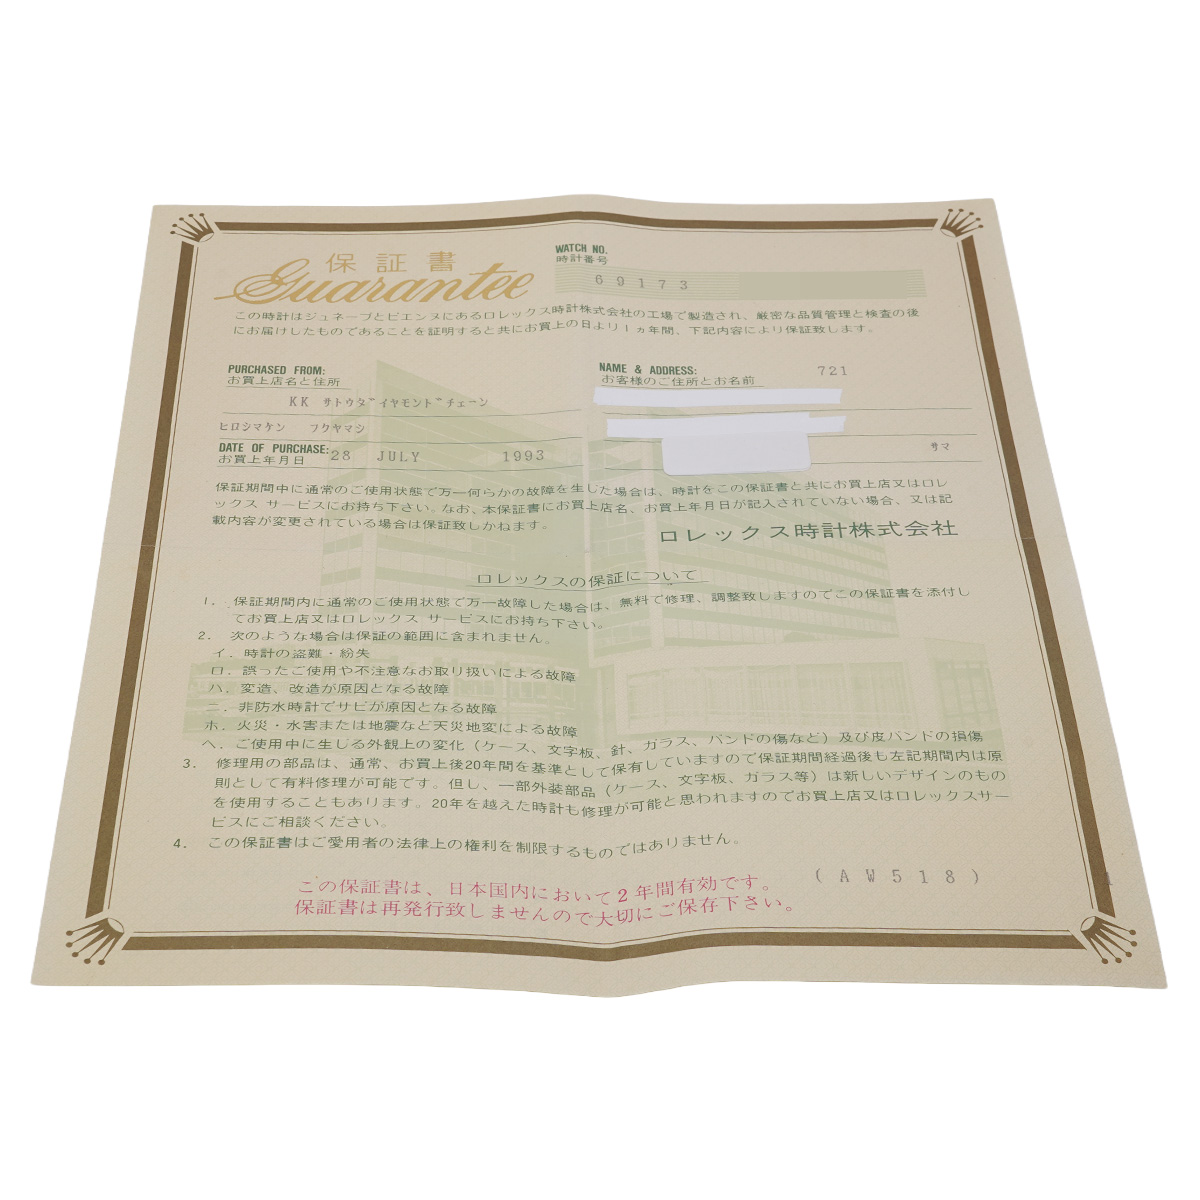 保証書
Guarantee
WATCH NO.
時計番号
69173
この時計はジュネーブとビエンヌにあるロレックス時計株式会社の工場で製造され、厳密な品質管理と検査の後
にお届けしたものであることを証明すると共にお買上の日より1ヵ年間、下記内容により保証致します。
PURCHASED FROM:
お買上店名と住所
KK サトウダイヤモンドチェーン
ヒロシマケン フクヤマシ
DATE OF PURCHASE:
お買上年月日
28 JULY 1993
NAME & ADDRESS:
お客様のご住所とお名前
721
サマ
保証期間中に通常のご使用状態で万一何らかの故障を生じた場合は、時計をこの保証書と共にお買上店又はロレ
ックス サービスにお持ち下さい。なお、本保証書にお買上店名、お買上年月日が記入されていない場合、又は記
載内容が変更されている場合は保証致しかねます。
ロレックス時計株式会社
ロレックスの保証について
1. 保証期間内に通常のご使用状態で万一故障した場合は、無料で修理、調整致しますのでこの保証書を添付し
てお買上店又はロレックス サービスにお持ち下さい。
2. 次のような場合は保証の範囲に含まれません。
イ. 時計の盗難・紛失
ロ. 誤ったご使用や不注意なお取り扱いによる故障
ハ. 変造、改造が原因となる故障
ニ. 非防水時計でサビが原因となる故障
ホ. 火災・水害または地震など天災地変による故障
ヘ. ご使用中に生じる外観上の変化（ケース、文字板、針、ガラス、バンドの傷など）及び皮バンドの損傷
3. 修理用の部品は、通常、お買上後20年間を基準として保有していますので保証期間経過後も左記期間内は原
則として有料修理が可能です。但し、一部外装部品（ケース、文字板、ガラス等）は新しいデザインのもの
を使用することもあります。20年を越えた時計も修理が可能と思われますのでお買上店又はロレックスサー
ビスにご相談ください。
4. この保証書はご愛用者の法律上の権利を制限するものではありません。
この保証書は、日本国内において2年間有効です。
保証書は再発行致しませんので大切にご保存下さい。
(AW518)